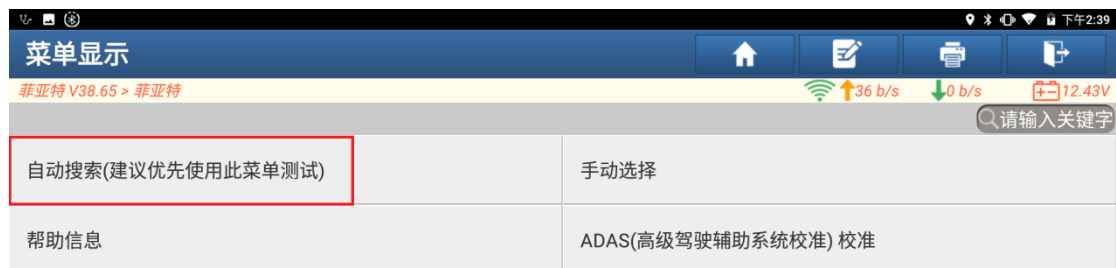 下午2:39
菜单显示
菲亚特 V38.65 > 菲亚特 36 b/s 0 b/s 12.43V
请输入关键字
自动搜索(建议优先使用此菜单测试) 手动选择
帮助信息 ADAS(高级驾驶辅助系统校准) 校准